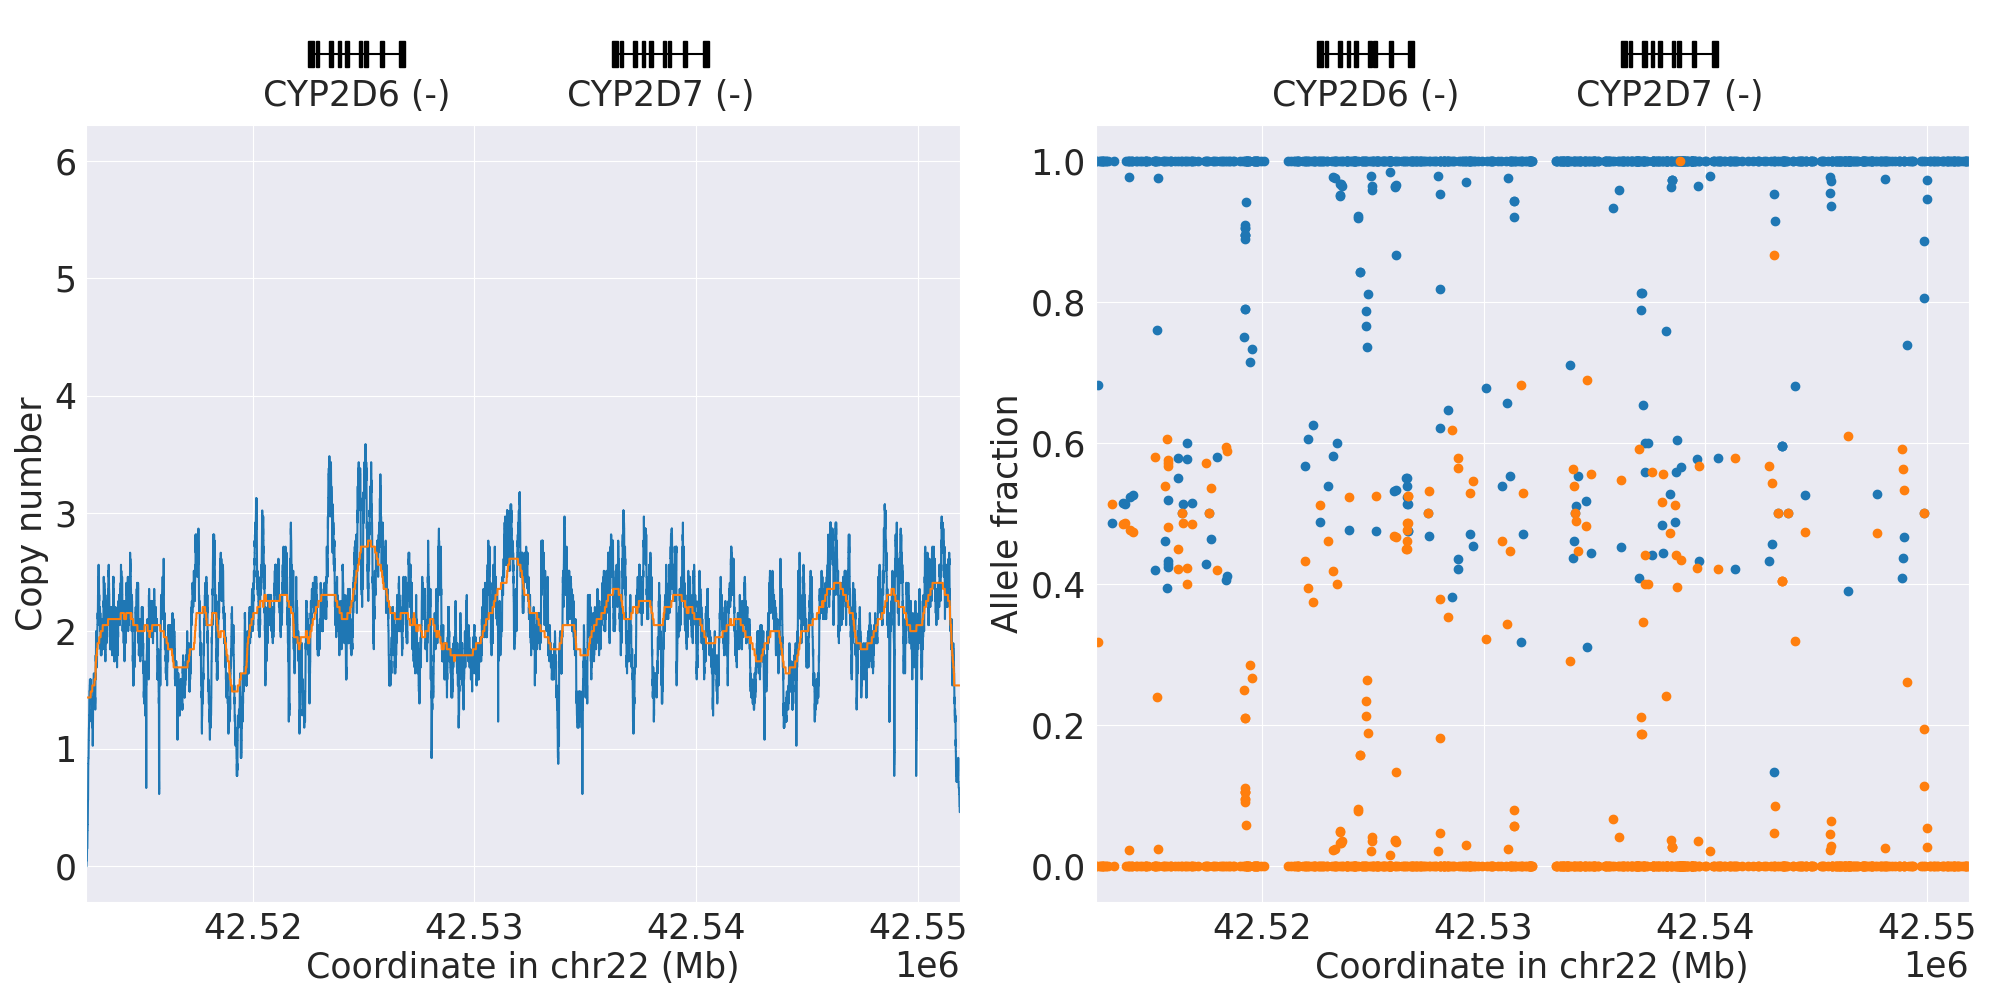 CYP2D6 (-)
CYP2D7 (-)
CYP2D6 (-)
CYP2D7 (-)
6
5
4
3
2
1
0
Copy number
42.52
42.53
42.54
42.55
Coordinate in chr22 (Mb)
1e6
1.0
0.8
0.6
0.4
0.2
0.0
Allele fraction
42.52
42.53
42.54
42.55
Coordinate in chr22 (Mb)
1e6